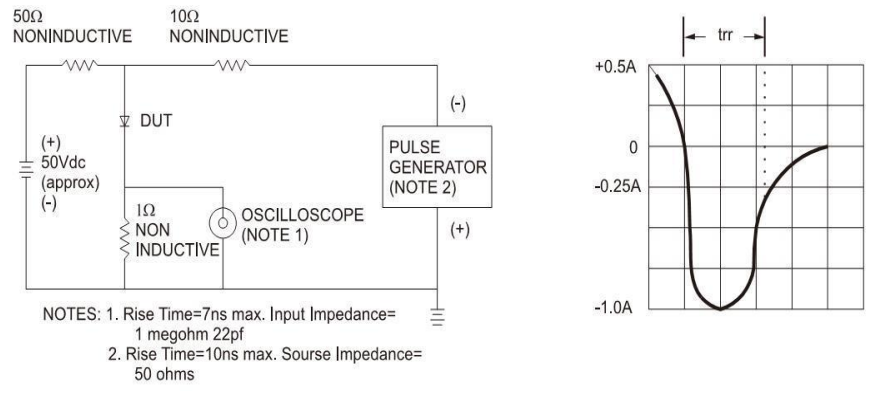 50Ω
NONINDUCTIVE
10Ω
NONINDUCTIVE
DUT
(+)
50Vdc
(approx)
(-)
1Ω
NON
INDUCTIVE
OSCILLOSCOPE
(NOTE 1)
(-)
PULSE
GENERATOR
(NOTE 2)
(+)
NOTES: 1. Rise Time=7ns max. Input Impedance=
1 megohm 22pf
2. Rise Time=10ns max. Sourse Impedance=
50 ohms
trr
+0.5A
0
-0.25A
-1.0A